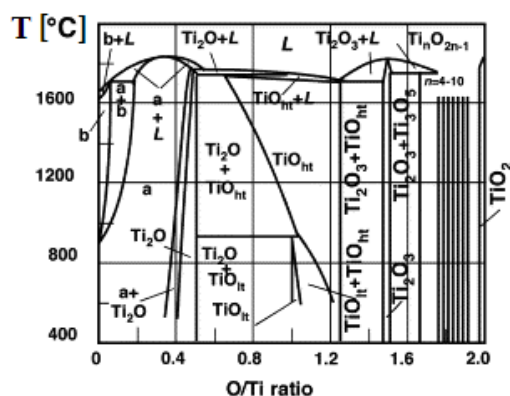 T [°C]
b+L
Ti₂O+L
L
Ti₂O₃+L
TiₙO₂ₙ₋₁
n=4-10
1600
1200
800
400
a
+
b
a
+
L
b
a
TiOht+L
Ti₂O
+
TiOht
TiOht
Ti₂O₃+TiOht
Ti₂O₃+Ti₃O₅
TiO₂
Ti₂O
Ti₂O
+
TiOlt
TiOlt+TiOht
Ti₂O₃
a+
Ti₂O
TiOlt
0
0.4
0.8
1.2
1.6
2.0
O/Ti ratio